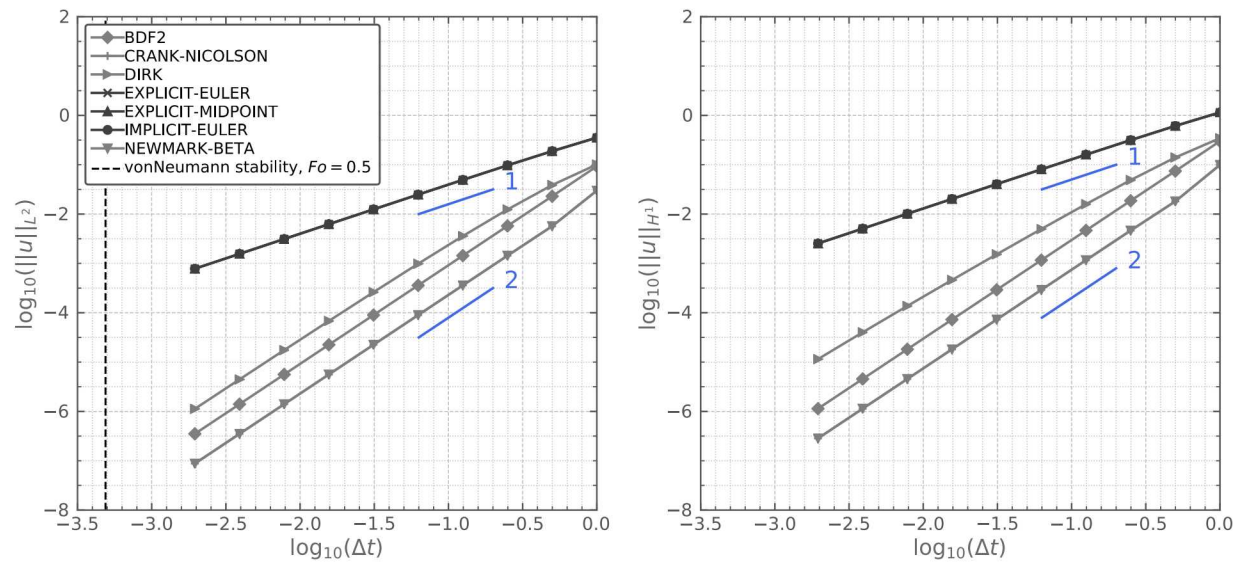 BDF2
CRANK-NICOLSON
DIRK
EXPLICIT-EULER
EXPLICIT-MIDPOINT
IMPLICIT-EULER
NEWMARK-BETA
vonNeumann stability, Fo = 0.5
2
0
−2
−4
−6
−8
log₁₀(||u||_{L²})
1
2
−3.5 −3.0 −2.5 −2.0 −1.5 −1.0 −0.5 0.0
log₁₀(Δt)
2
0
−2
−4
−6
−8
log₁₀(||u||_{H¹})
1
2
−3.5 −3.0 −2.5 −2.0 −1.5 −1.0 −0.5 0.0
log₁₀(Δt)